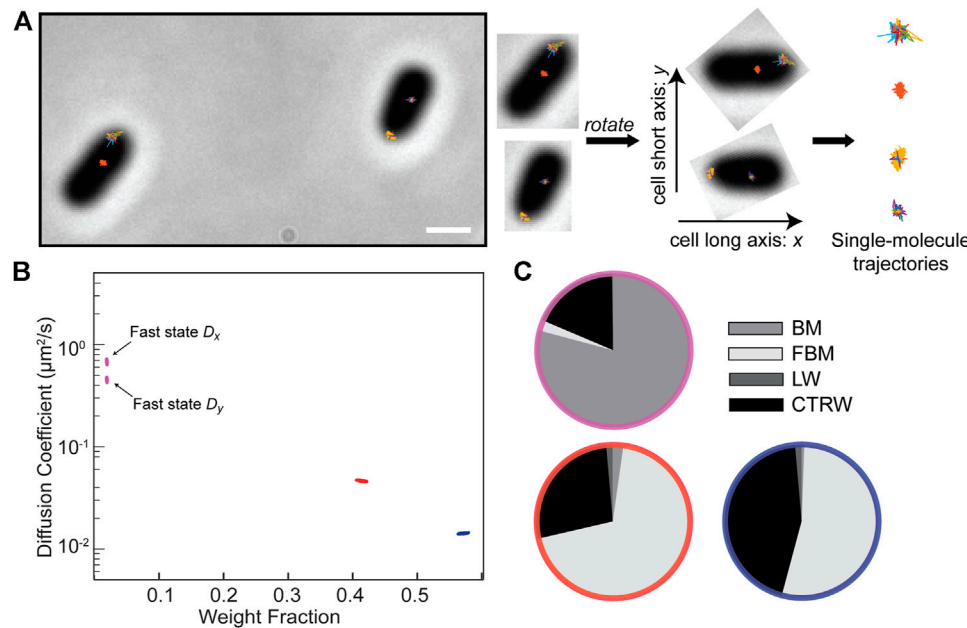 A
rotate
cell short axis: y
cell long axis: x
Single-molecule
trajectories
B
Diffusion Coefficient (μm²/s)
10⁰
10⁻¹
10⁻²
Fast state Dx
Fast state Dy
0.1 0.2 0.3 0.4 0.5
Weight Fraction
C
BM
FBM
LW
CTRW